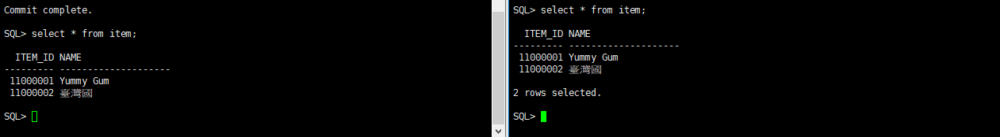 Commit complete.
SQL> select * from item;
ITEM_ID NAME
--------- --------------------
11000001 Yummy Gum
11000002 臺灣國
SQL>
SQL> select * from item;
ITEM_ID NAME
--------- --------------------
11000001 Yummy Gum
11000002 臺灣國
2 rows selected.
SQL>